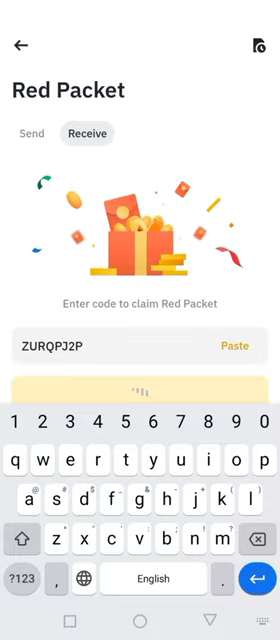 Red Packet
Send Receive
Enter code to claim Red Packet
ZURQPJ2P Paste
1 2 3 4 5 6 7 8 9 0
q w e r t y u i o p
a @ s # d $ f _ g & h - j + k ( l )
z * x " c ' v : b ; n ! m ?
?123 , English .